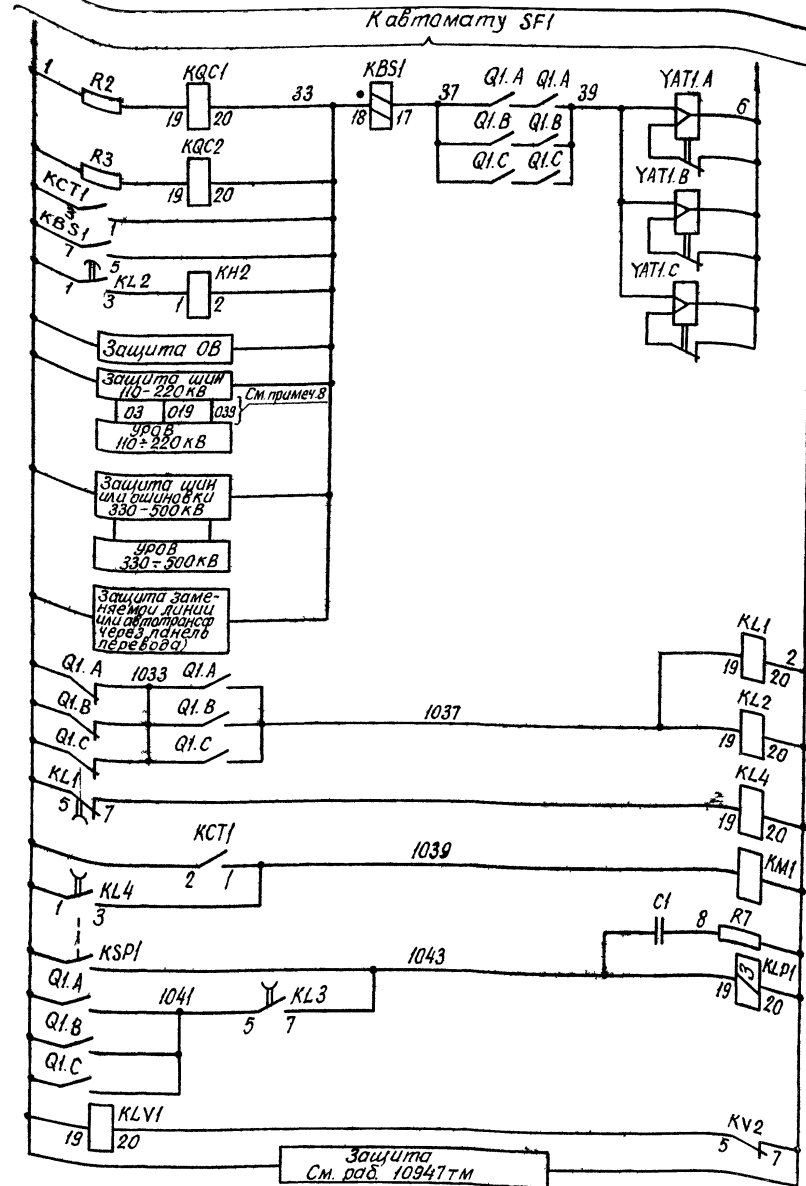 К автомату SF1
1 R2 KQC1 19 20 33 KBS1 18 17 37 Q1.A Q1.A 39 YAT1.A 6
Q1.B Q1.B
R3 KQC2 19 20 Q1.C Q1.C YAT1.B
KCT1 3 1
KBS1 7 5
1 3 KL2 1 KH2 2 YAT1.C
Защита ОВ
Защита шин
110-220 кВ
03 019 039 См. примеч. 8
УРОВ
110÷220 кВ
Защита шин
или ошиновки
330-500 кВ
УРОВ
330÷500 кВ
Защита заме-
няемой линии
или автотрансф
через панель
перевода)
KL1 19 20 2
Q1.A 1033 Q1.A
Q1.B Q1.B 1037 KL2 19 20
Q1.C Q1.C
KL1 5 7 KL4 19 20
KCT1 2 1 1039 KM1
1 3 KL4
C1 8 R7
KSP1 1043 KLP1 19 3 20
Q1.A 1041 5 7 KL3
Q1.B
Q1.C
KLV1 19 20 KV2 5 7
Защита
См. раб. 10947тм